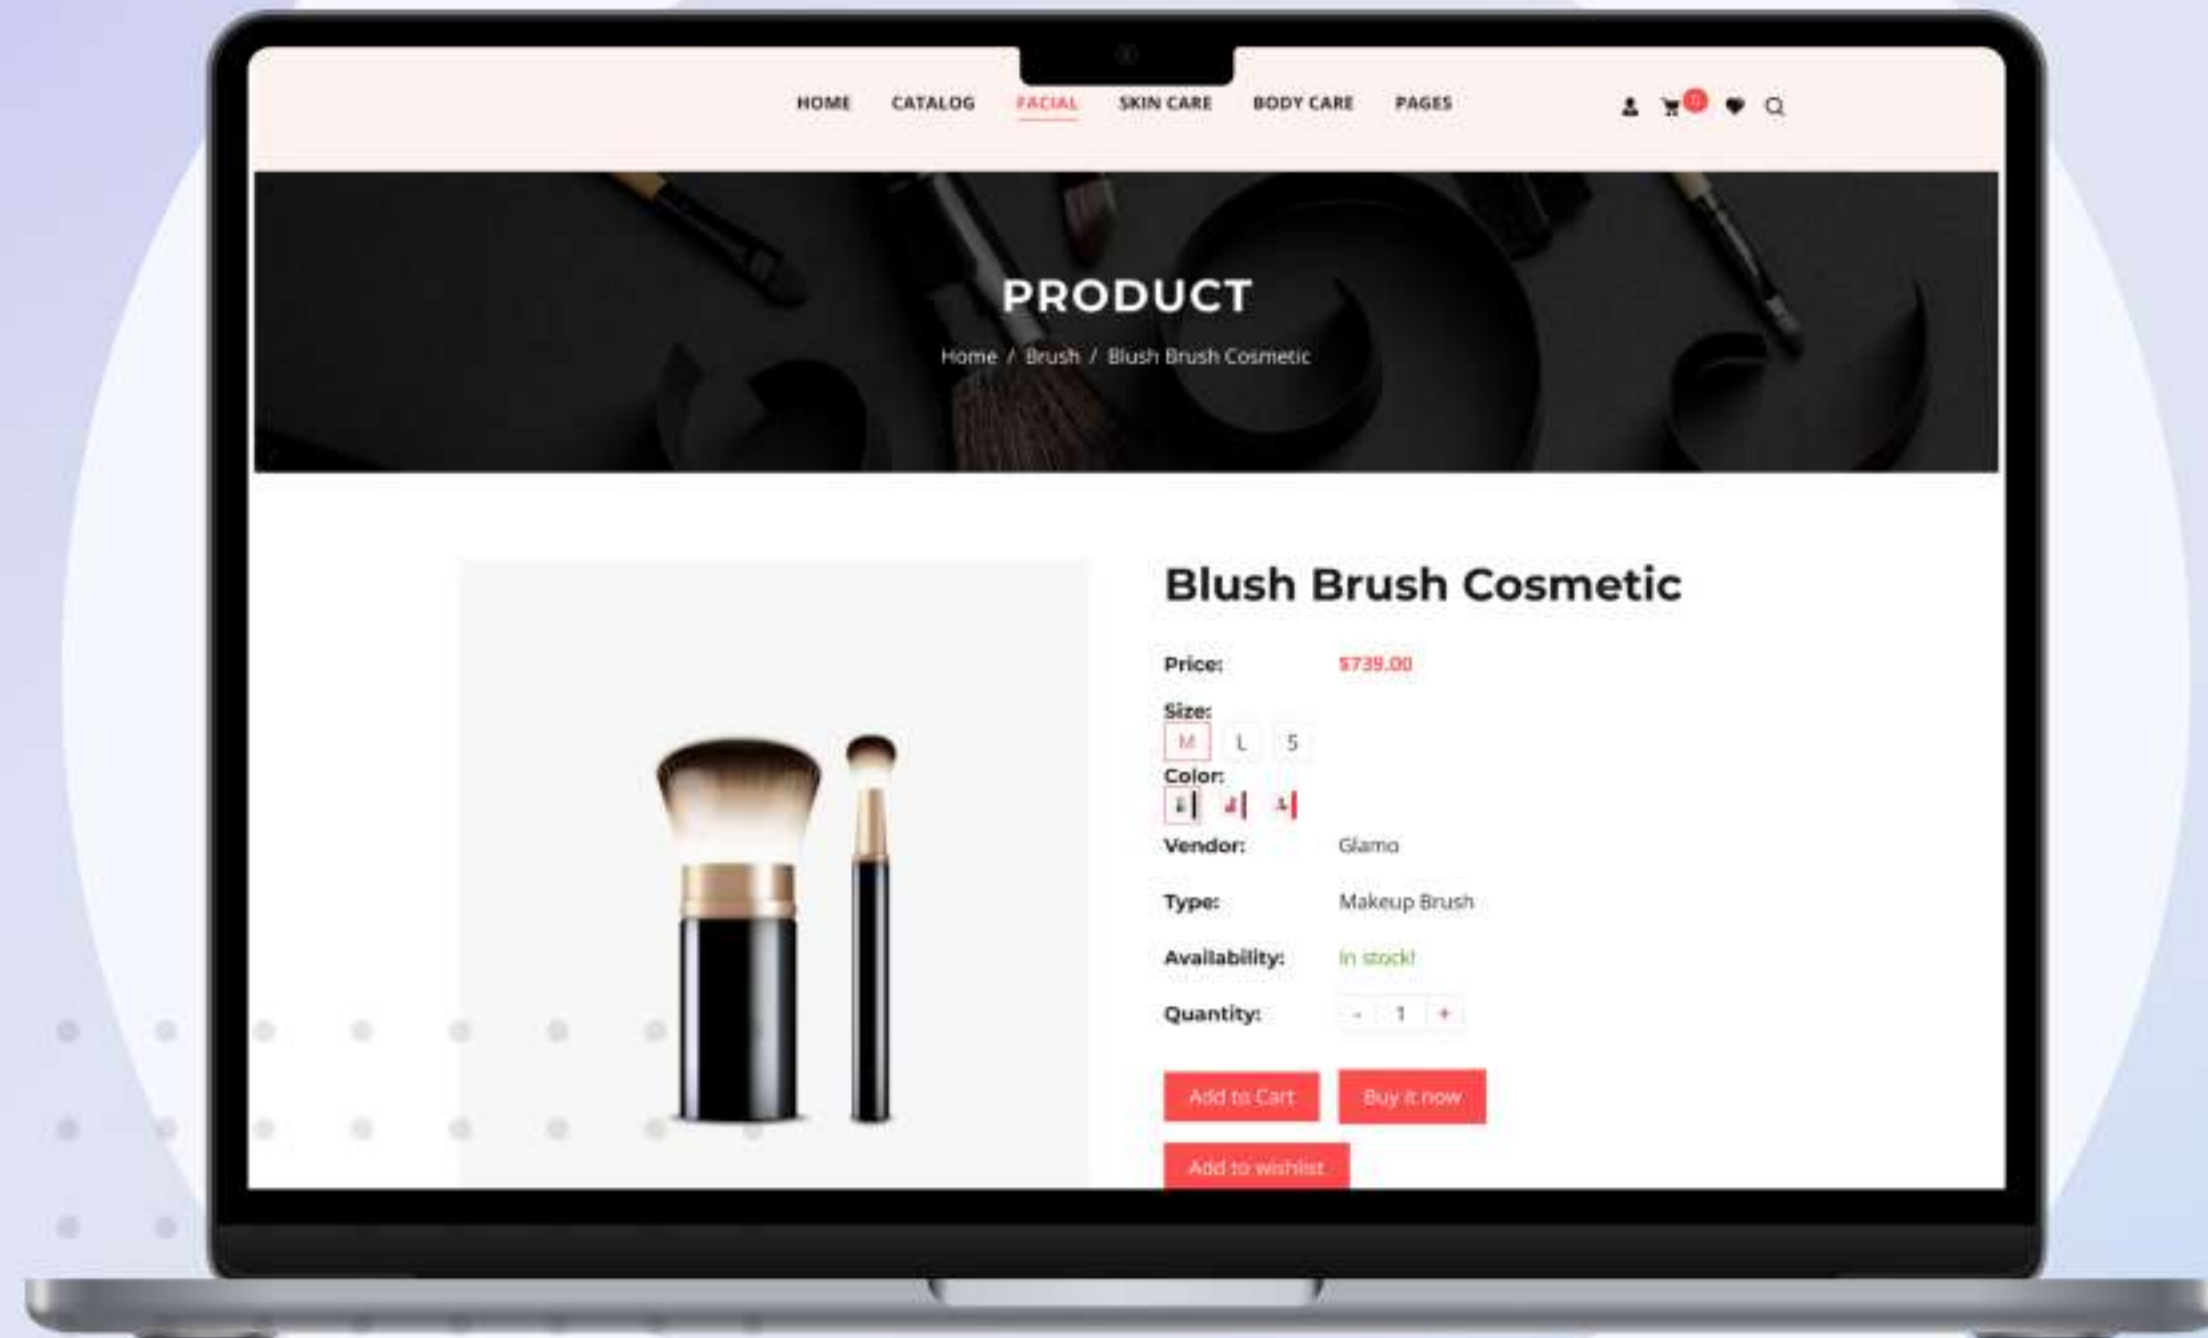 HOME CATALOG FACIAL SKIN CARE BODY CARE PAGES
0
PRODUCT
Home / Brush / Blush Brush Cosmetic
Blush Brush Cosmetic
Price: $739.00
Size:
M L S
Color:
Vendor: Glamo
Type: Makeup Brush
Availability: In stock!
Quantity: - 1 +
Add to Cart Buy it now
Add to wishlist